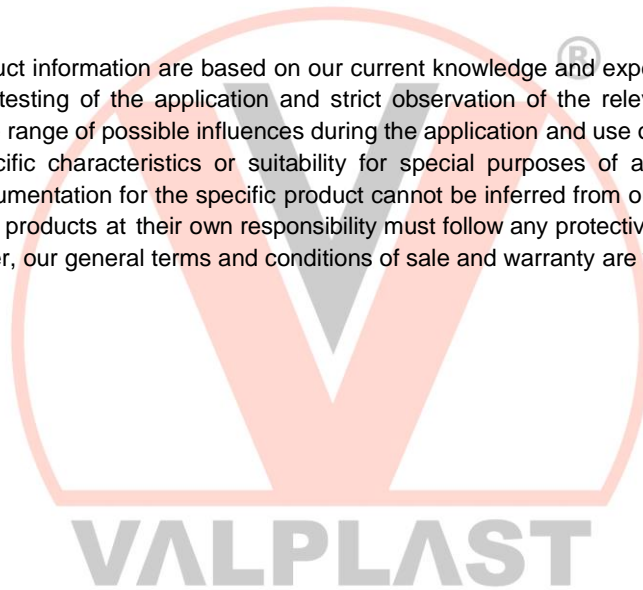 uct information are based on our current knowledge and expe
testing of the application and strict observation of the rele
range of possible influences during the application and use
cific characteristics or suitability for special purposes of a
umentation for the specific product cannot be inferred from o
products at their own responsibility must follow any protectiv
er, our general terms and conditions of sale and warranty are
®
VALPLAST